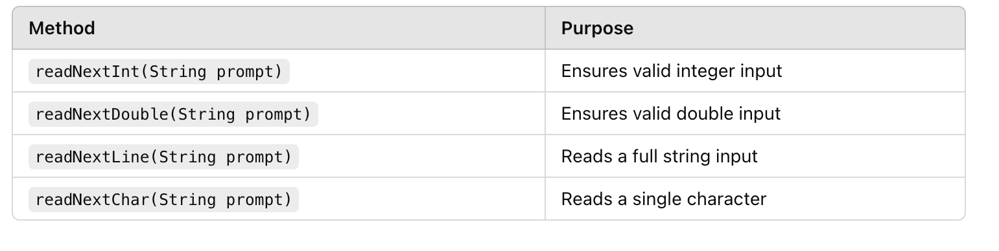 Method Purpose
readNextInt(String prompt) Ensures valid integer input
readNextDouble(String prompt) Ensures valid double input
readNextLine(String prompt) Reads a full string input
readNextChar(String prompt) Reads a single character